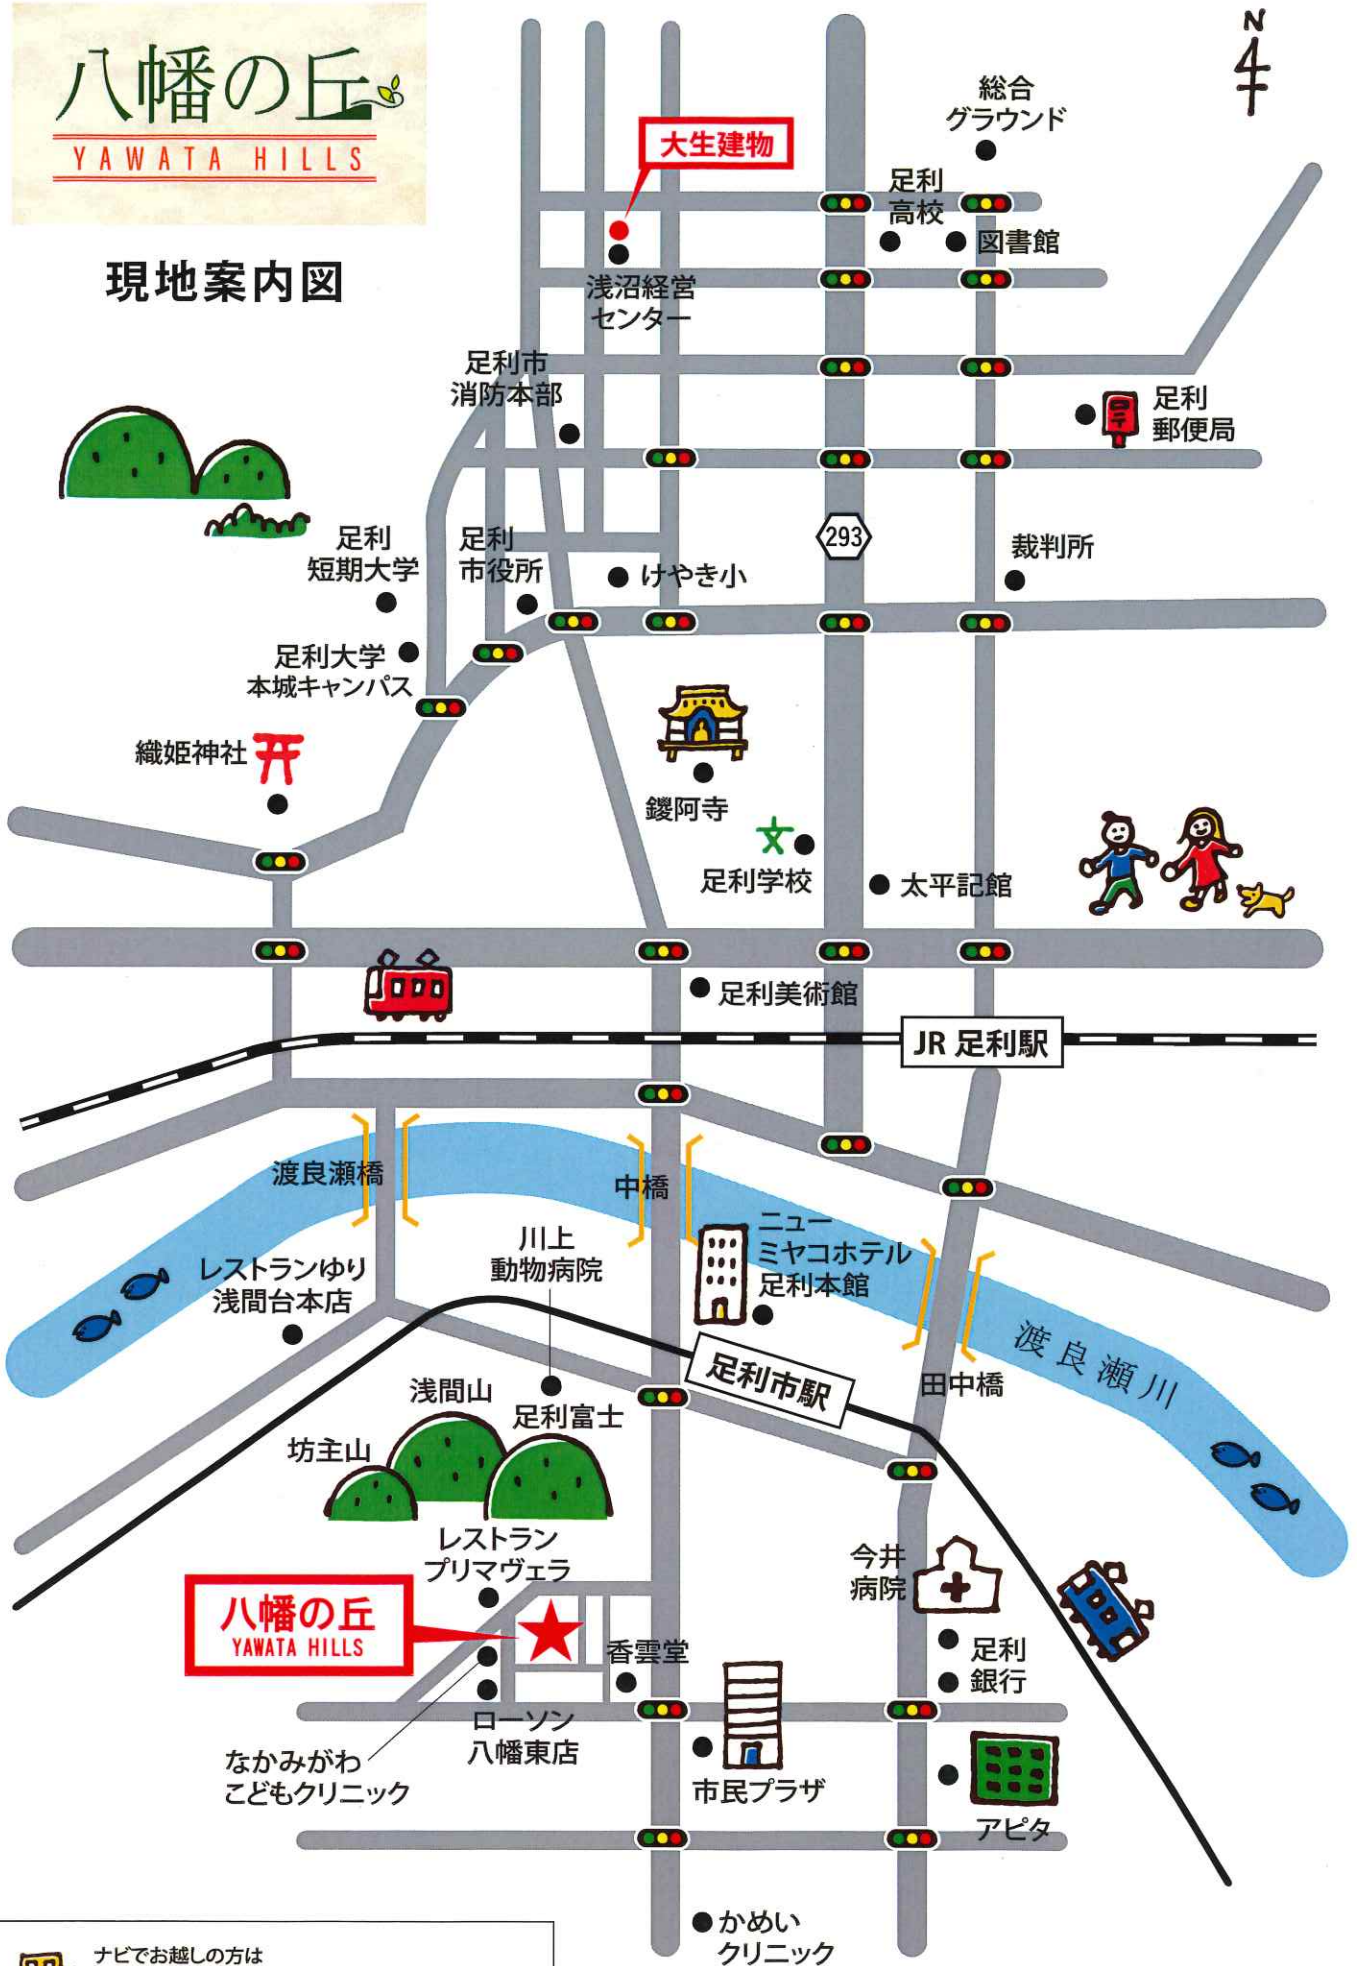 八幡の丘
YAWATA HILLS
現地案内図
N
大生建物
総合
グラウンド
足利
高校
図書館
浅沼経営
センター
足利市
消防本部
足利
郵便局
293
足利
短期大学
足利
市役所
けやき小
裁判所
足利大学
本城キャンパス
織姫神社
鑁阿寺
文
足利学校
太平記館
足利美術館
JR 足利駅
渡良瀬橋
中橋
川上
動物病院
ニュー
ミヤコホテル
足利本館
レストランゆり
浅間台本店
渡良瀬川
足利市駅
田中橋
浅間山
足利富士
坊主山
レストラン
プリマヴェラ
今井
病院
八幡の丘
YAWATA HILLS
香雲堂
足利
銀行
ローソン
八幡東店
なかみがわ
こどもクリニック
市民プラザ
アピタ
かめい
クリニック
ナビでお越しの方は